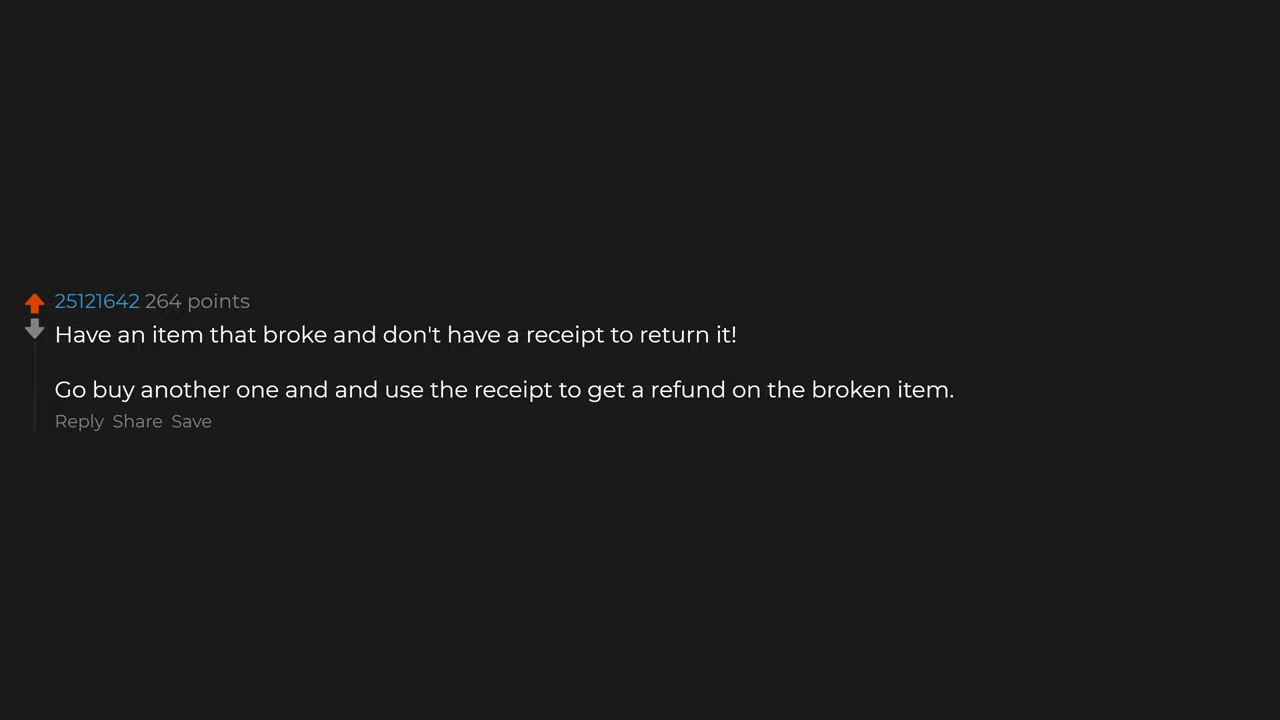 25121642 264 points
Have an item that broke and don't have a receipt to return it!
Go buy another one and and use the receipt to get a refund on the broken item.
Reply Share Save